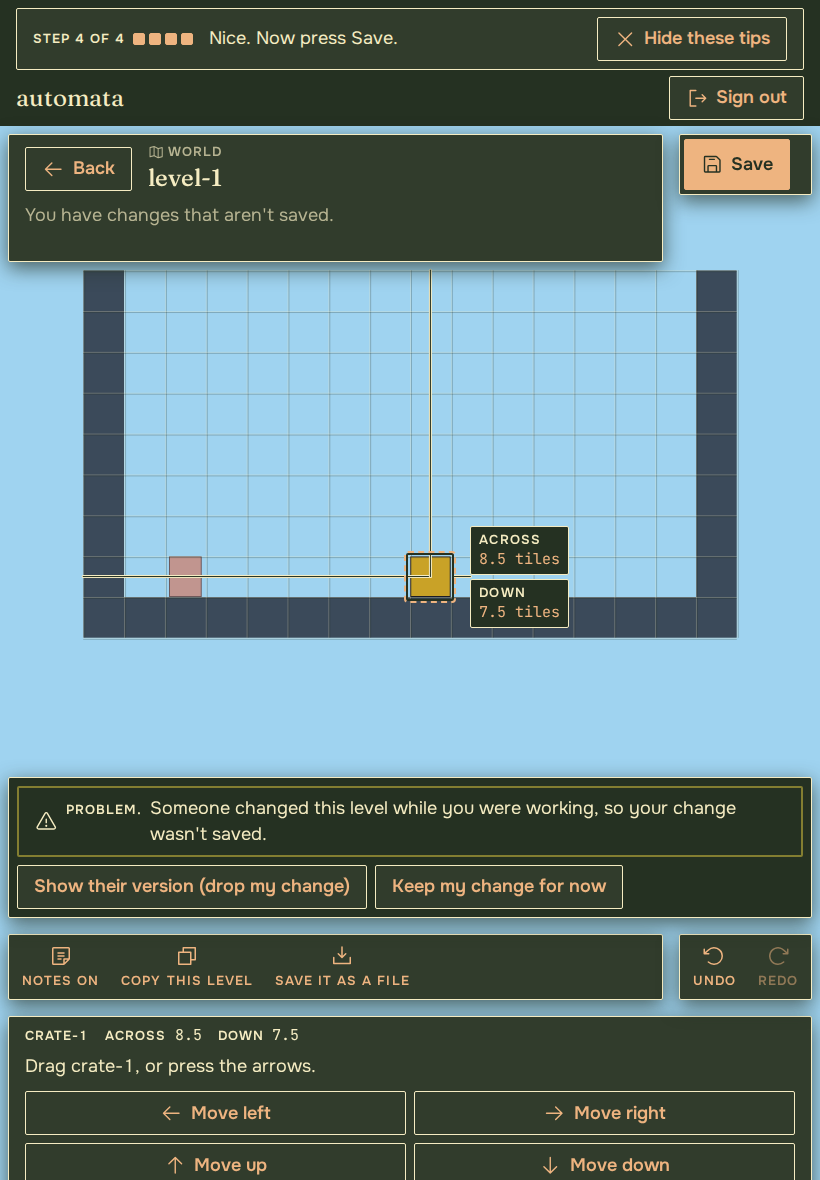 STEP 4 OF 4 Nice. Now press Save.
Hide these tips
automata
Sign out
Back
WORLD
level-1
You have changes that aren't saved.
Save
ACROSS
8.5 tiles
DOWN
7.5 tiles
PROBLEM. Someone changed this level while you were working, so your change
wasn't saved.
Show their version (drop my change)
Keep my change for now
NOTES ON
COPY THIS LEVEL
SAVE IT AS A FILE
UNDO
REDO
CRATE-1 ACROSS 8.5 DOWN 7.5
Drag crate-1, or press the arrows.
Move left
Move right
Move up
Move down